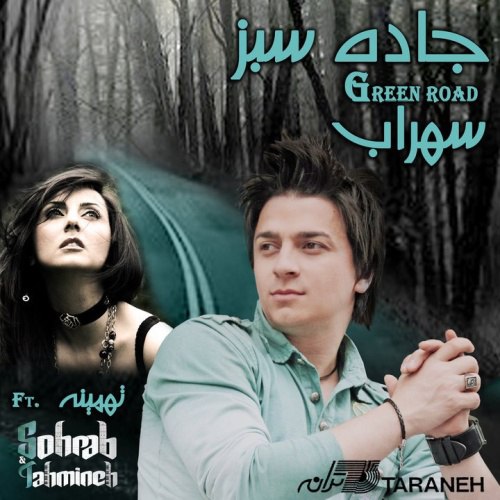 جاده سبز
GREEN ROAD
سهراب
FT. تهمینه
Sohrab
& Tahmineh
ترانه TARANEH